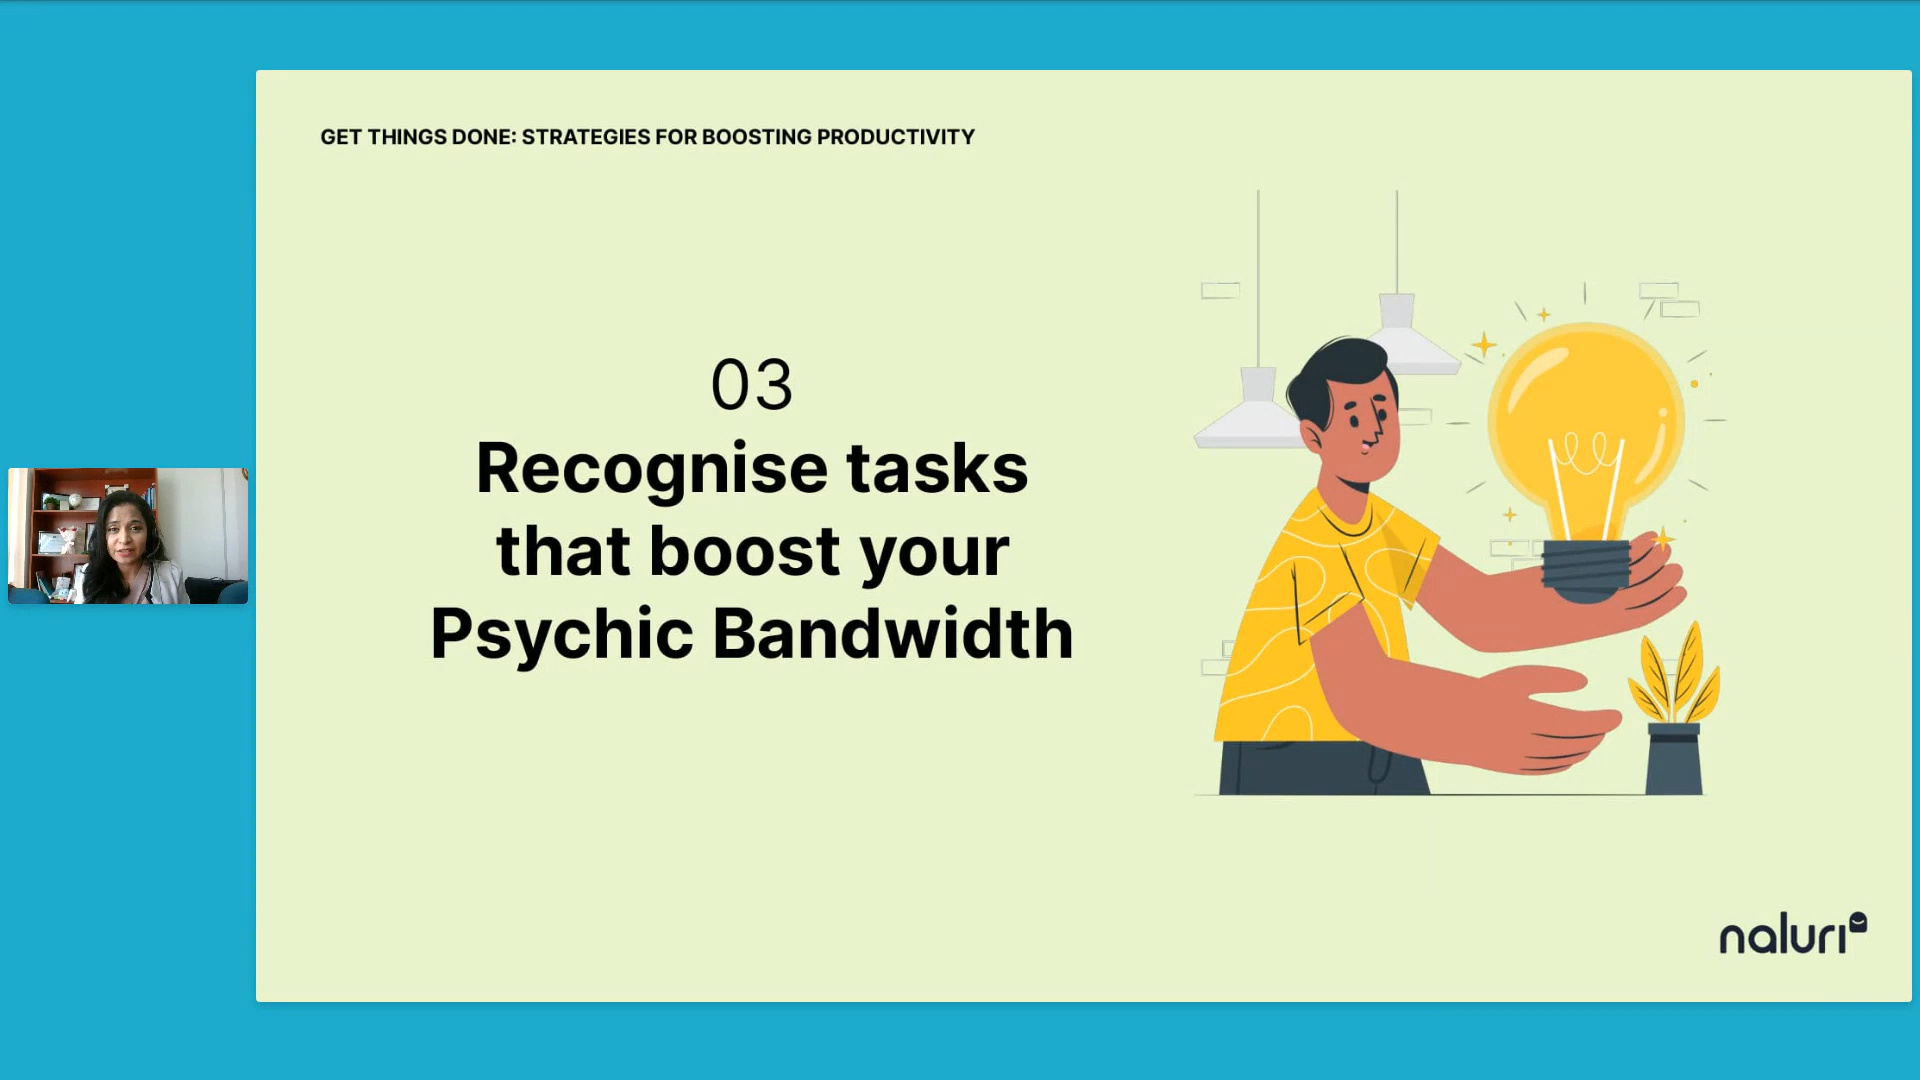 GET THINGS DONE: STRATEGIES FOR BOOSTING PRODUCTIVITY
03
Recognise tasks
that boost your
Psychic Bandwidth
naluri